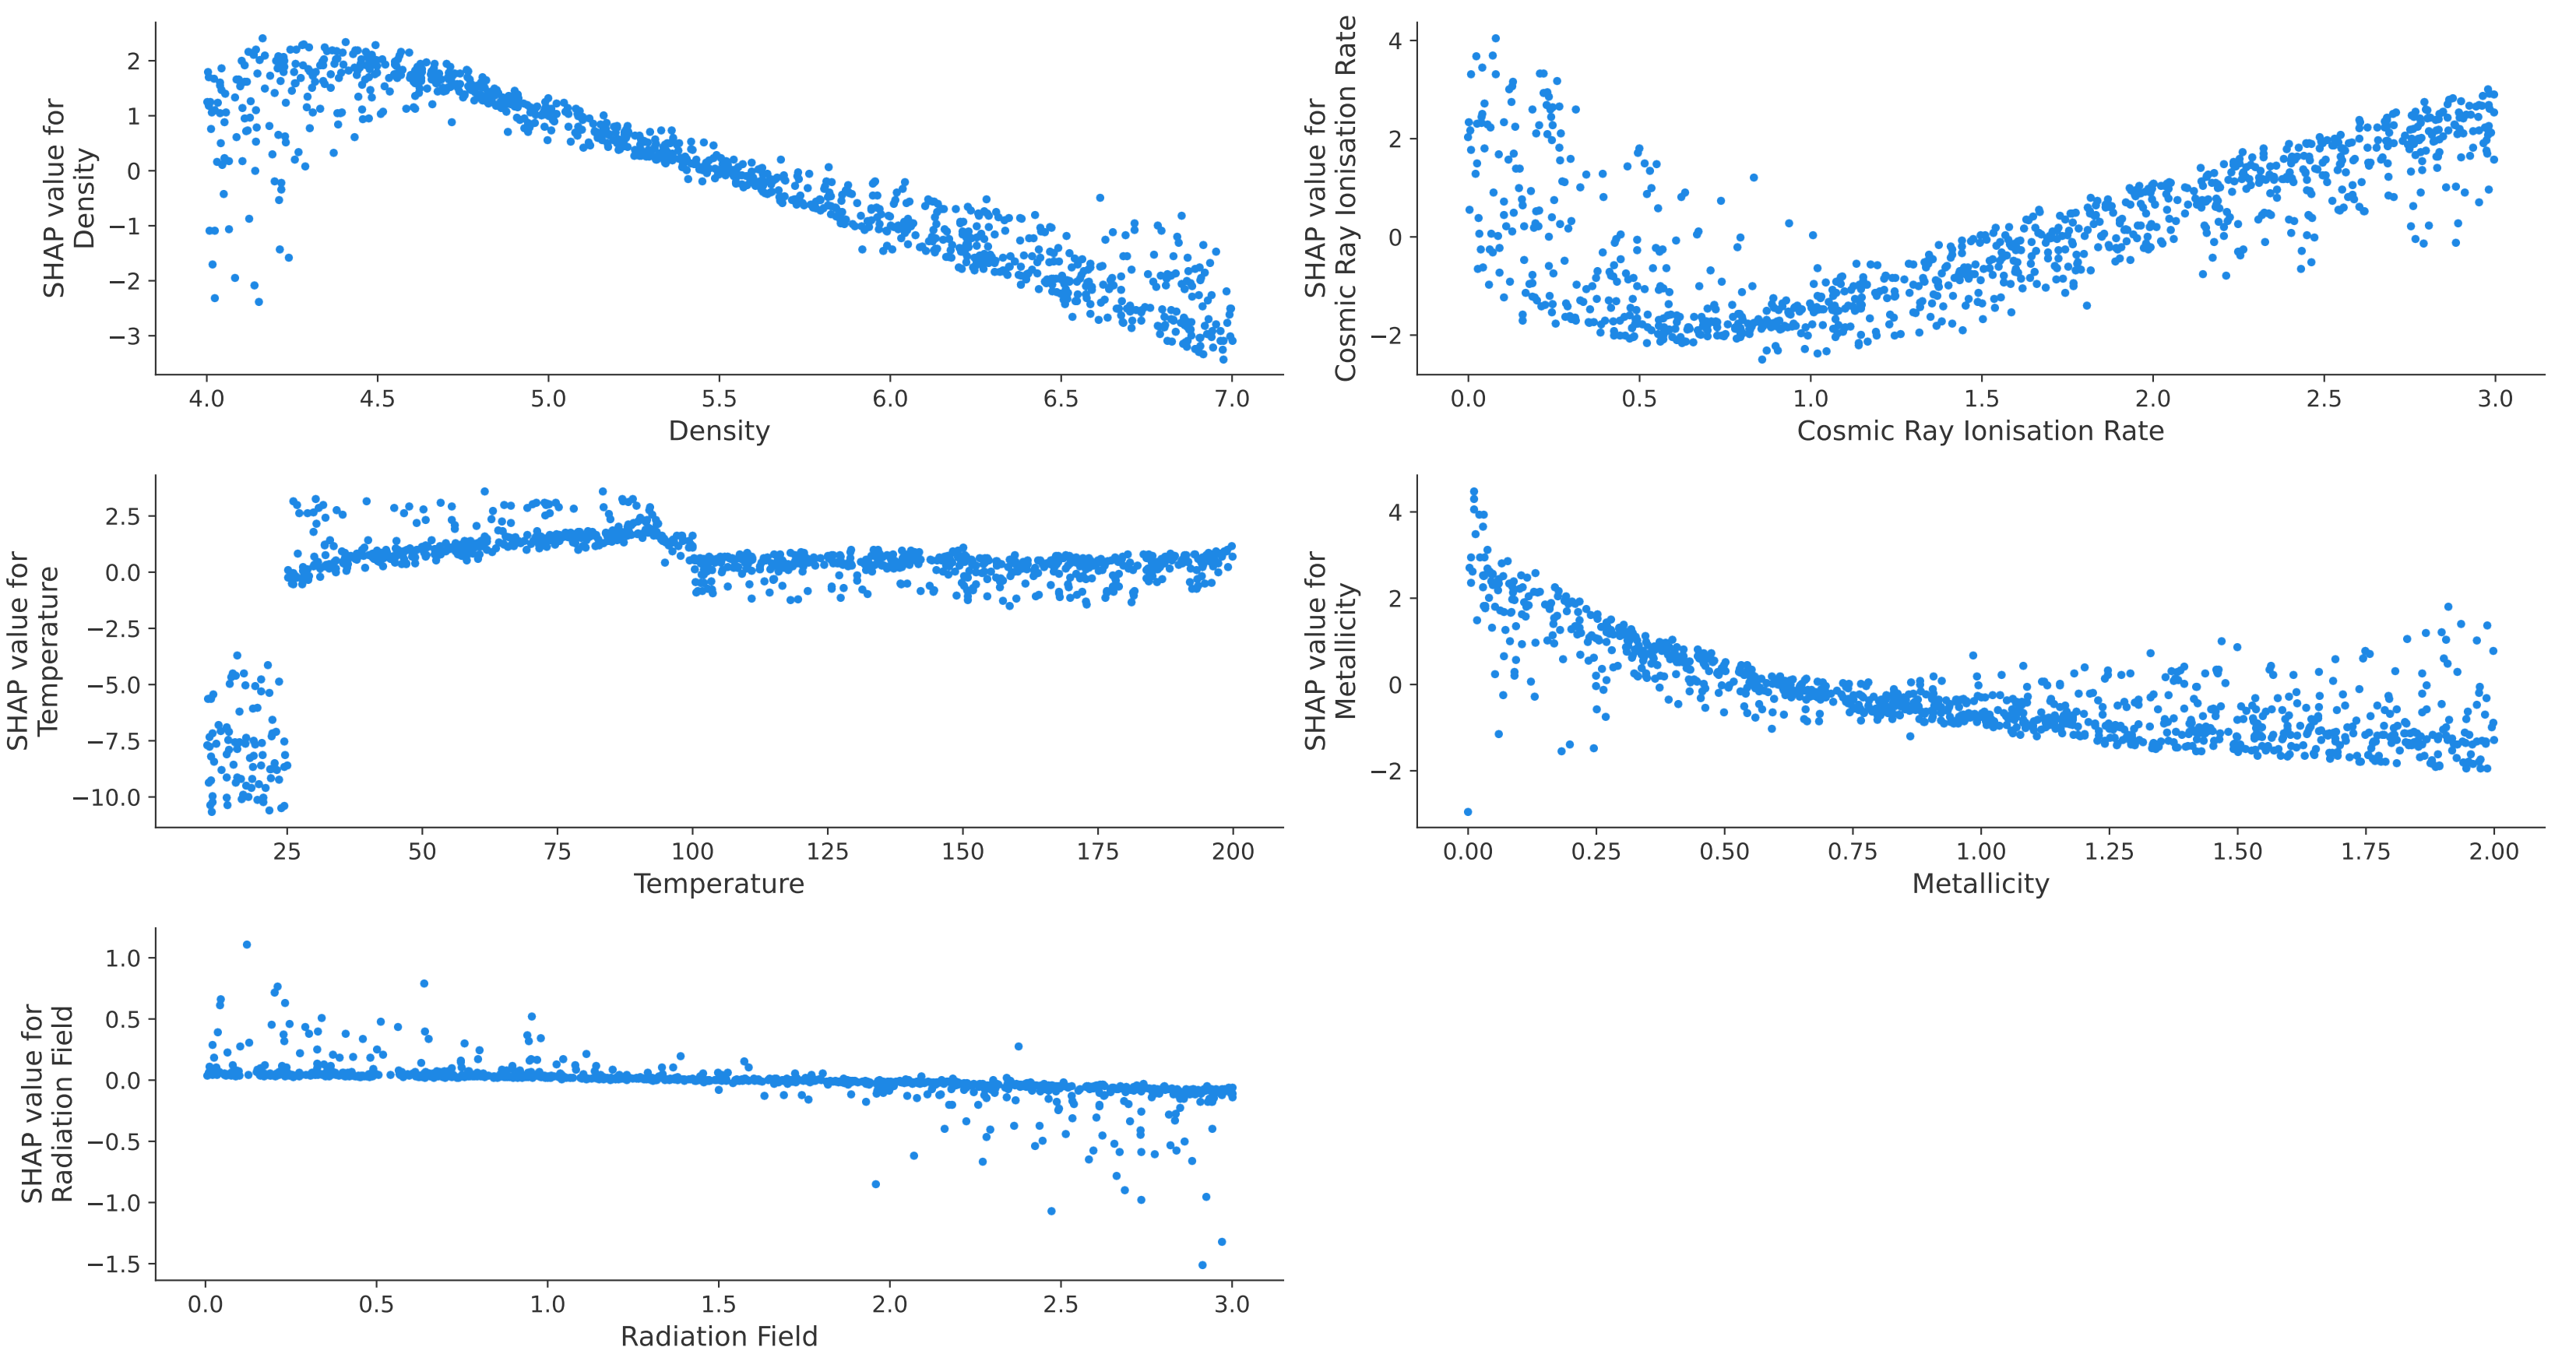 SHAP value for
Density
2
1
0
−1
−2
−3
4.0 4.5 5.0 5.5 6.0 6.5 7.0
Density
SHAP value for
Cosmic Ray Ionisation Rate
4
2
0
−2
0.0 0.5 1.0 1.5 2.0 2.5 3.0
Cosmic Ray Ionisation Rate
SHAP value for
Temperature
2.5
0.0
−2.5
−5.0
−7.5
−10.0
25 50 75 100 125 150 175 200
Temperature
SHAP value for
Metallicity
4
2
0
−2
0.00 0.25 0.50 0.75 1.00 1.25 1.50 1.75 2.00
Metallicity
SHAP value for
Radiation Field
1.0
0.5
0.0
−0.5
−1.0
−1.5
0.0 0.5 1.0 1.5 2.0 2.5 3.0
Radiation Field